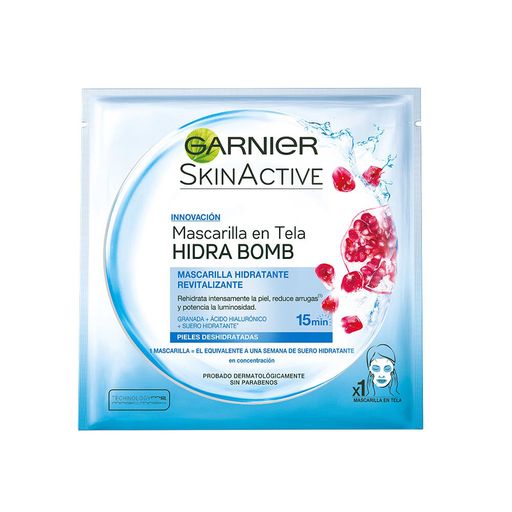 GARNIER
SKINACTIVE
INNOVACIÓN
Mascarilla en Tela
HIDRA BOMB
MASCARILLA HIDRATANTE
REVITALIZANTE
Rehidrata intensamente la piel, reduce arrugas
y potencia la luminosidad.
GRANADA + ÁCIDO HIALURÓNICO
+ SUERO HIDRATANTE*
15min
PIELES DESHIDRATADAS
1 MASCARILLA = EL EQUIVALENTE A UNA SEMANA DE SUERO HIDRATANTE
en concentración
PROBADO DERMATOLÓGICAMENTE
SIN PARABENOS
TECHNOLOGY
x1
MASCARILLA EN TELA